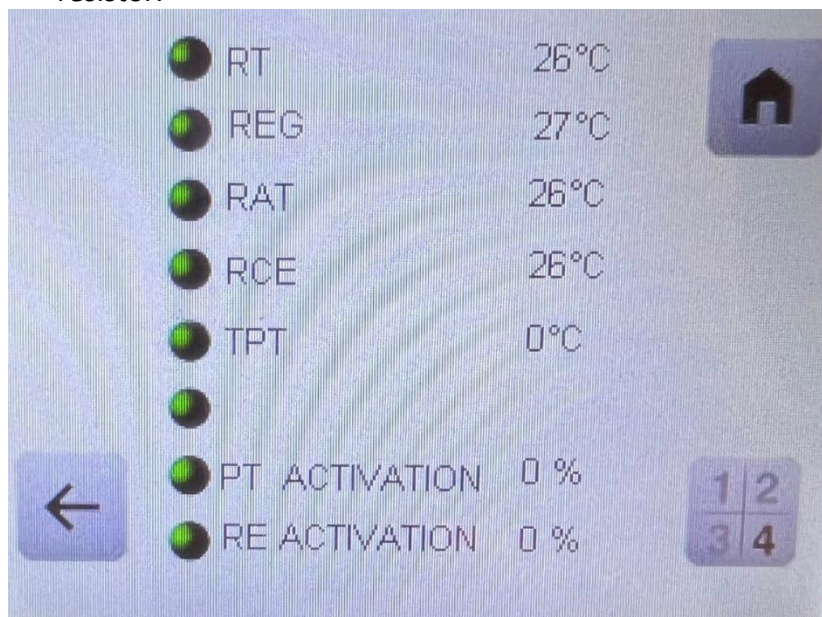 RT 26°C
REG 27°C
RAT 26°C
RCE 26°C
TPT 0°C
PT ACTIVATION 0 %
RE ACTIVATION 0 %
1 2
3 4